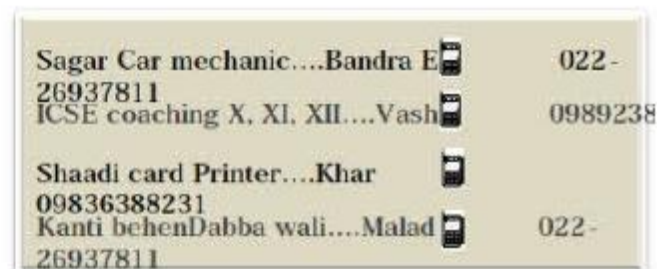 Sagar Car mechanic....Bandra E 022-
26937811
ICSE coaching X, XI, XII....Vash 0989238
Shaadi card Printer....Khar
09836388231
Kanti behenDabba wali....Malad 022-
26937811